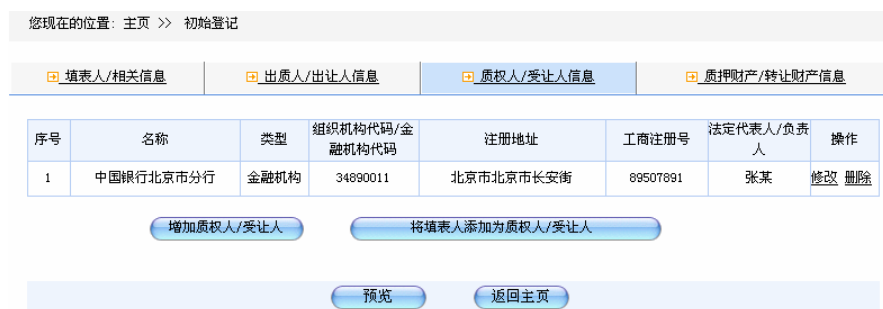 您现在的位置: 主页 >> 初始登记
填表人/相关信息 出质人/出让人信息 质权人/受让人信息 质押财产/转让财产信息
序号 名称 类型 组织机构代码/金融机构代码 注册地址 工商注册号 法定代表人/负责人 操作
1 中国银行北京市分行 金融机构 34890011 北京市北京市长安街 89507891 张某 修改 删除
增加质权人/受让人 将填表人添加为质权人/受让人
预览 返回主页